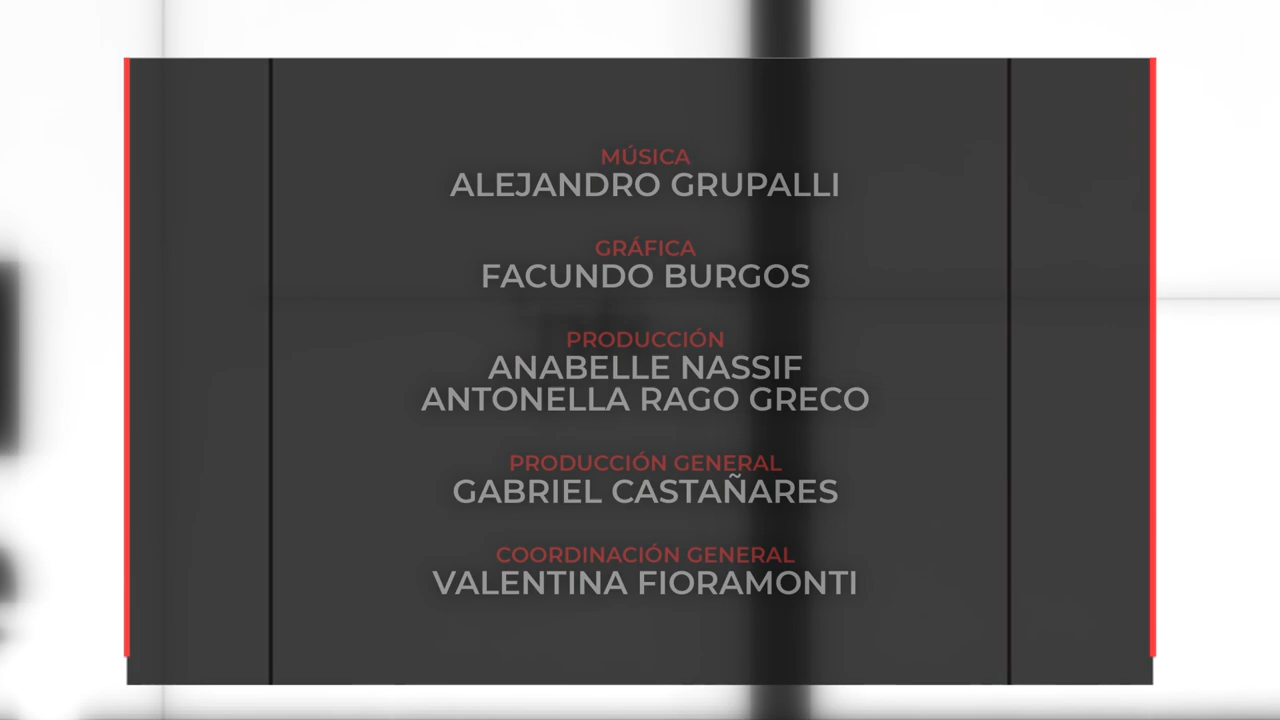 MÚSICA
ALEJANDRO GRUPALLI
GRÁFICA
FACUNDO BURGOS
PRODUCCIÓN
ANABELLE NASSIF
ANTONELLA RAGO GRECO
PRODUCCIÓN GENERAL
GABRIEL CASTAÑARES
COORDINACIÓN GENERAL
VALENTINA FIORAMONTI